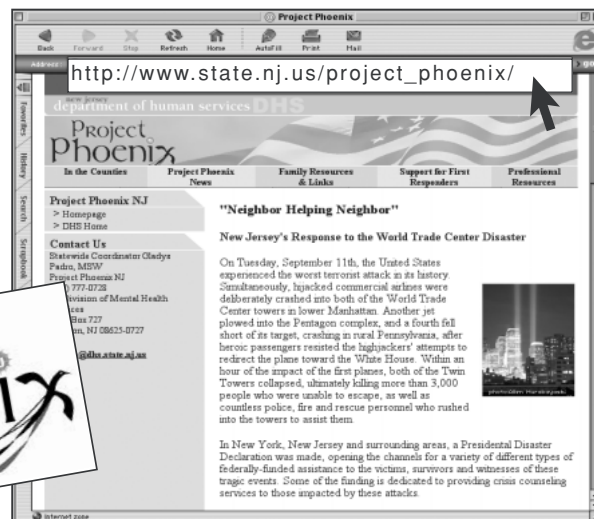 Project Phoenix
Back Forward Stop Refresh Home AutoFill Print Mail
Address:
http://www.state.nj.us/project_phoenix/
go
Favorites
History
Search
Scrapbook
new jersey
department of human services DHS
Project
Phoenix
In the Counties
Project Phoenix
News
Family Resources
& Links
Support for First
Responders
Professional
Resources
Project Phoenix NJ
> Homepage
> DHS Home
Contact Us
Statewide Coordinator Gladys
Padro, MSW
Project Phoenix NJ
777-0728
Division of Mental Health
Box 727
NJ 08625-0727
@dhs.state.nj.us
"Neighbor Helping Neighbor"
New Jersey's Response to the World Trade Center Disaster
On Tuesday, September 11th, the United States
experienced the worst terrorist attack in its history.
Simultaneously, hijacked commercial airlines were
deliberately crashed into both of the World Trade
Center towers in lower Manhattan. Another jet
plowed into the Pentagon complex, and a fourth fell
short of its target, crashing in rural Pennsylvania, after
heroic passengers resisted the highjackers' attempts to
redirect the plane toward the White House. Within an
hour of the impact of the first planes, both of the Twin
Towers collapsed, ultimately killing more than 3,000
people who were unable to escape, as well as
countless police, fire and rescue personnel who rushed
into the towers to assist them.
In New York, New Jersey and surrounding areas, a Presidental Disaster
Declaration was made, opening the channels for a variety of different types of
federally-funded assistance to the victims, survivors and witnesses of these
tragic events. Some of the funding is dedicated to providing crisis counseling
services to those impacted by these attacks.
Internet zone